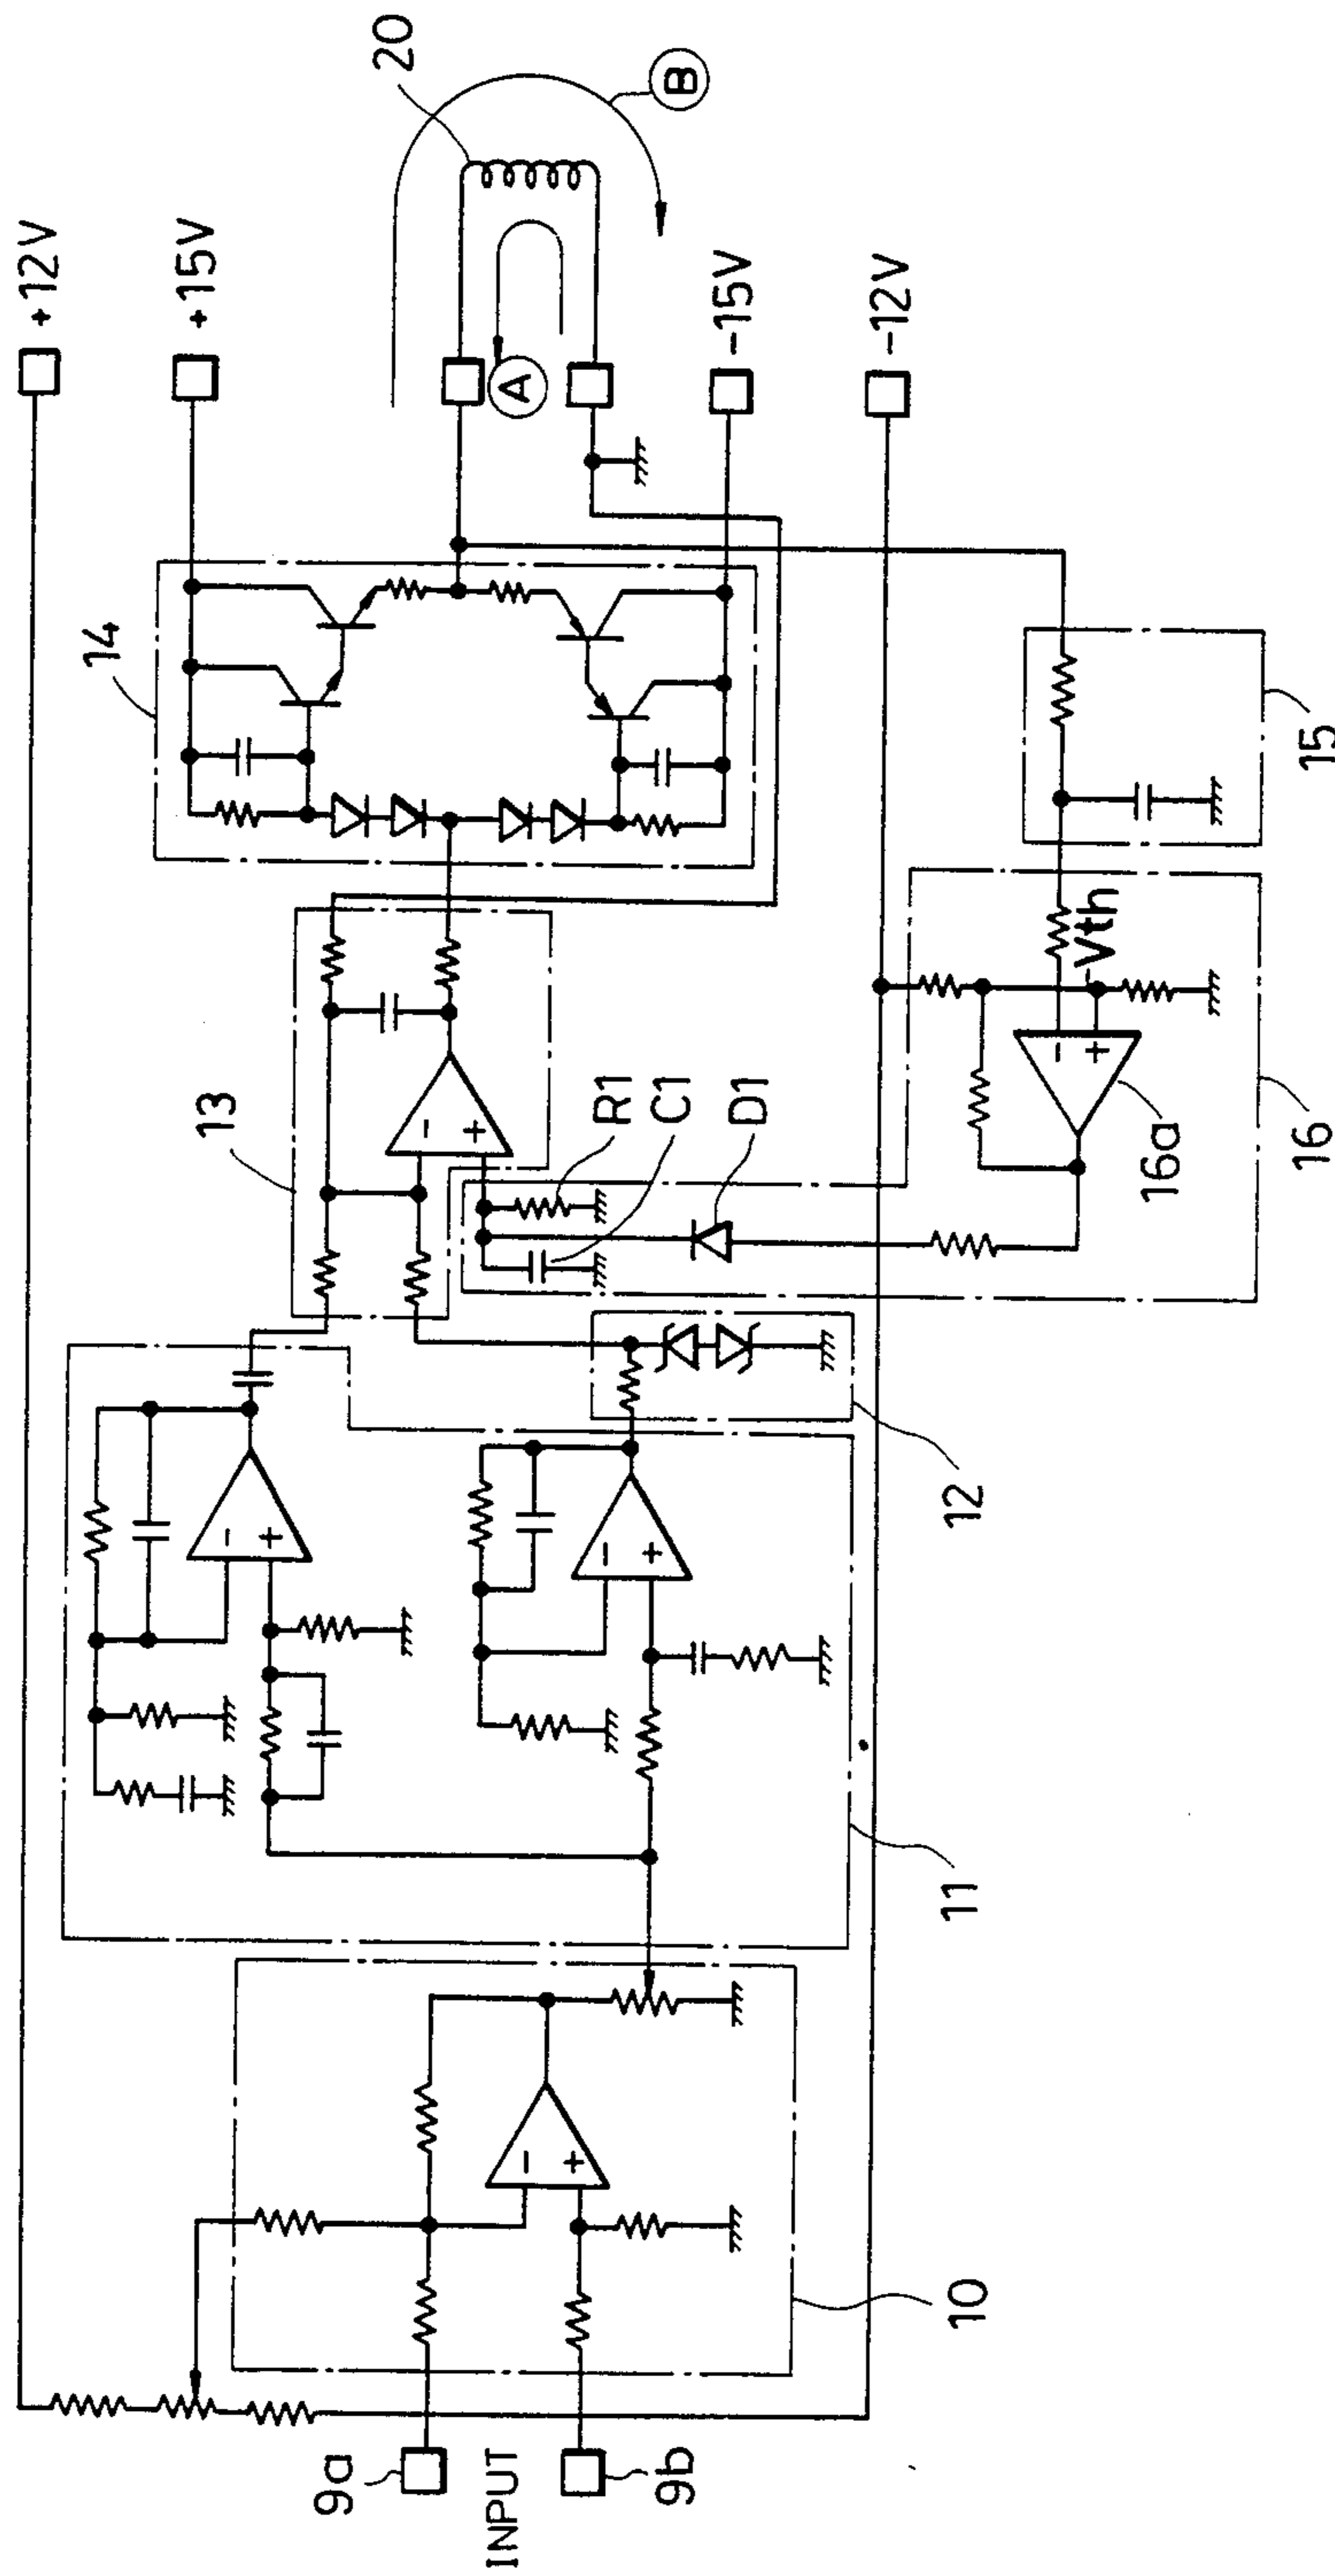 +12V
+15V
20
B
A
-15V
-12V
14
13
R1
C1
D1
15
-Vth
-
+
16a
16
-
+
-
+
-
+
12
11
-
+
10
9a
INPUT
9b